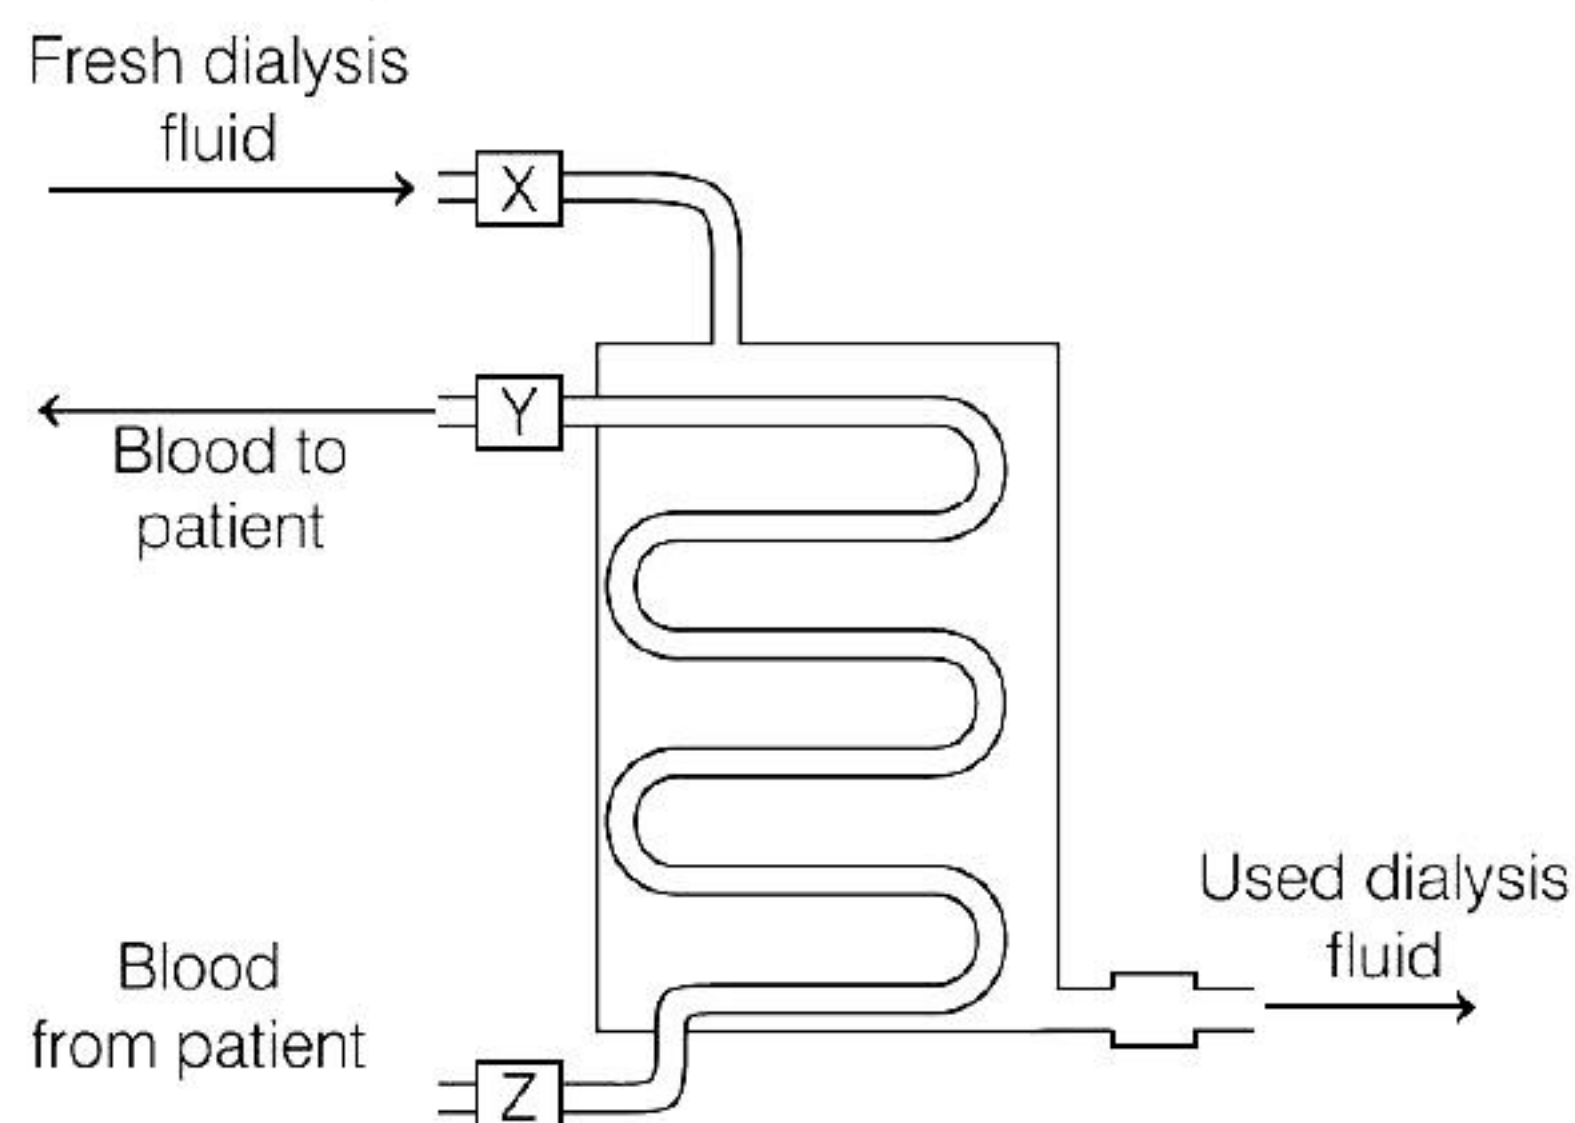 Fresh dialysis
fluid
X
Y
Blood to
patient
Used dialysis
fluid
Blood
from patient
Z